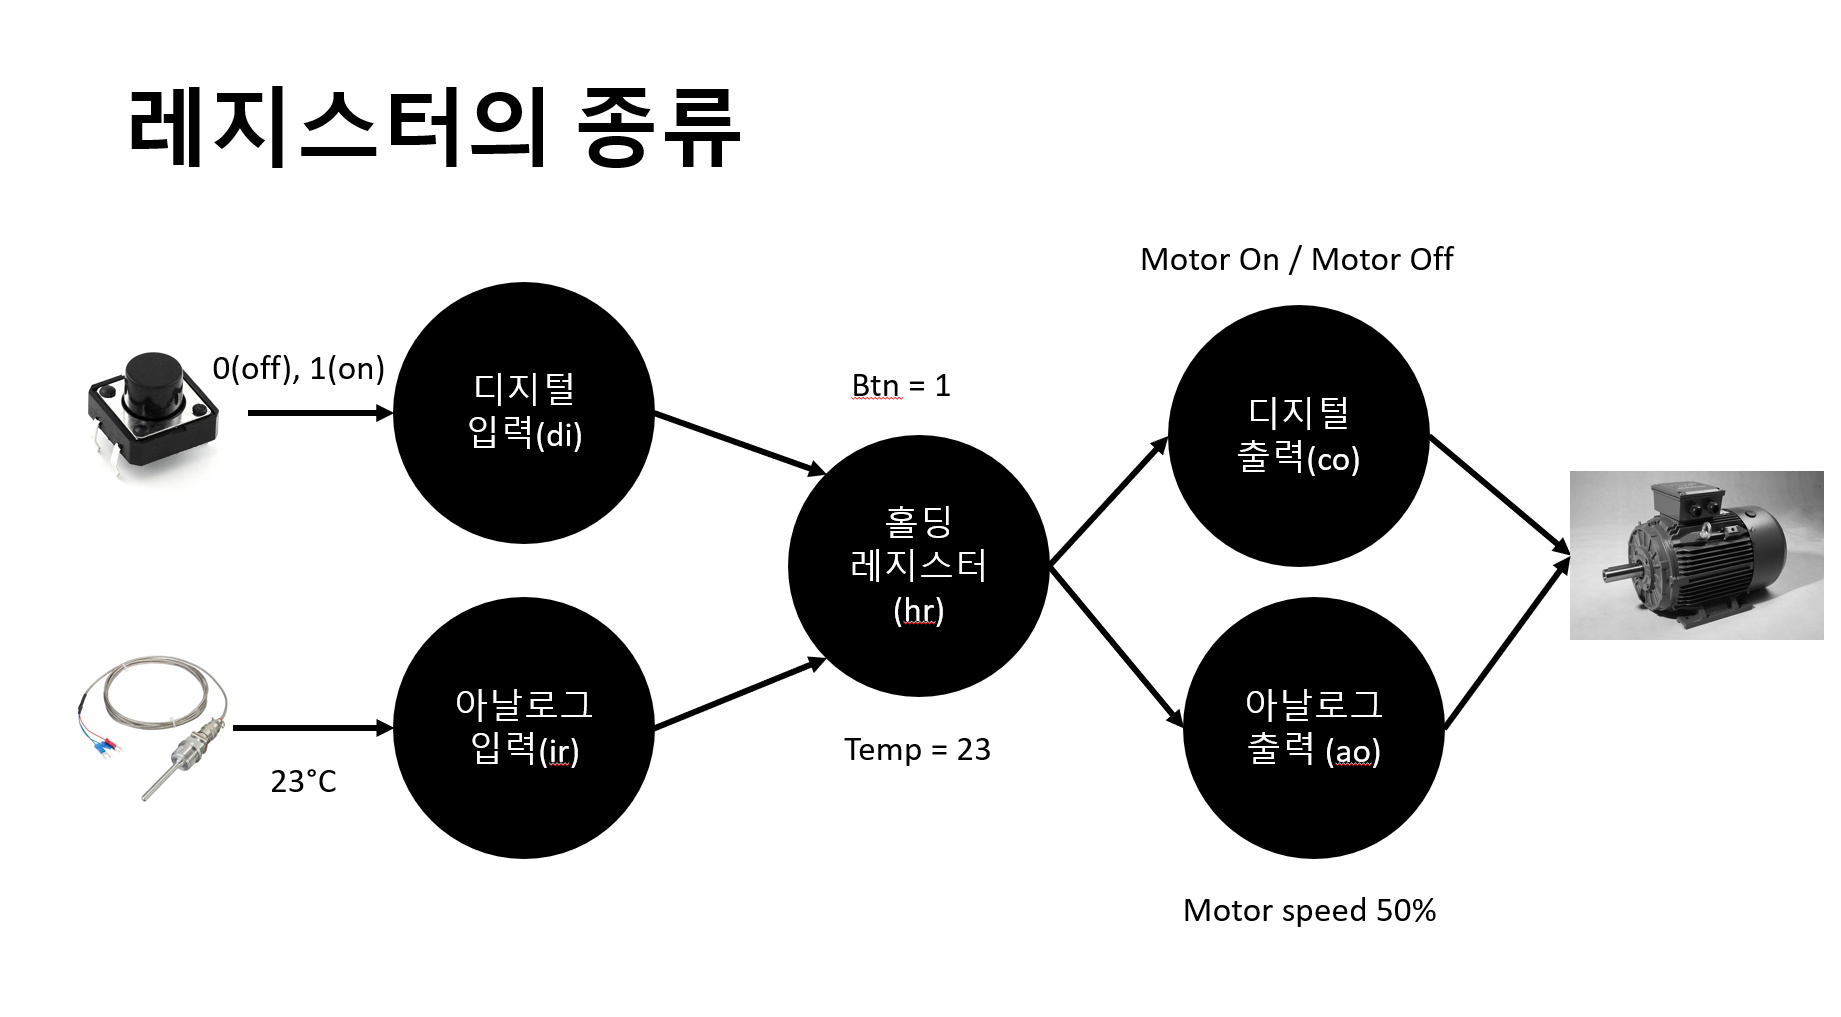 레지스터의 종류
Motor On / Motor Off
0(off), 1(on)
디지털
입력(di)
Btn = 1
디지털
출력(co)
홀딩
레지스터
(hr)
아날로그
입력(ir)
23°C
Temp = 23
아날로그
출력 (ao)
Motor speed 50%